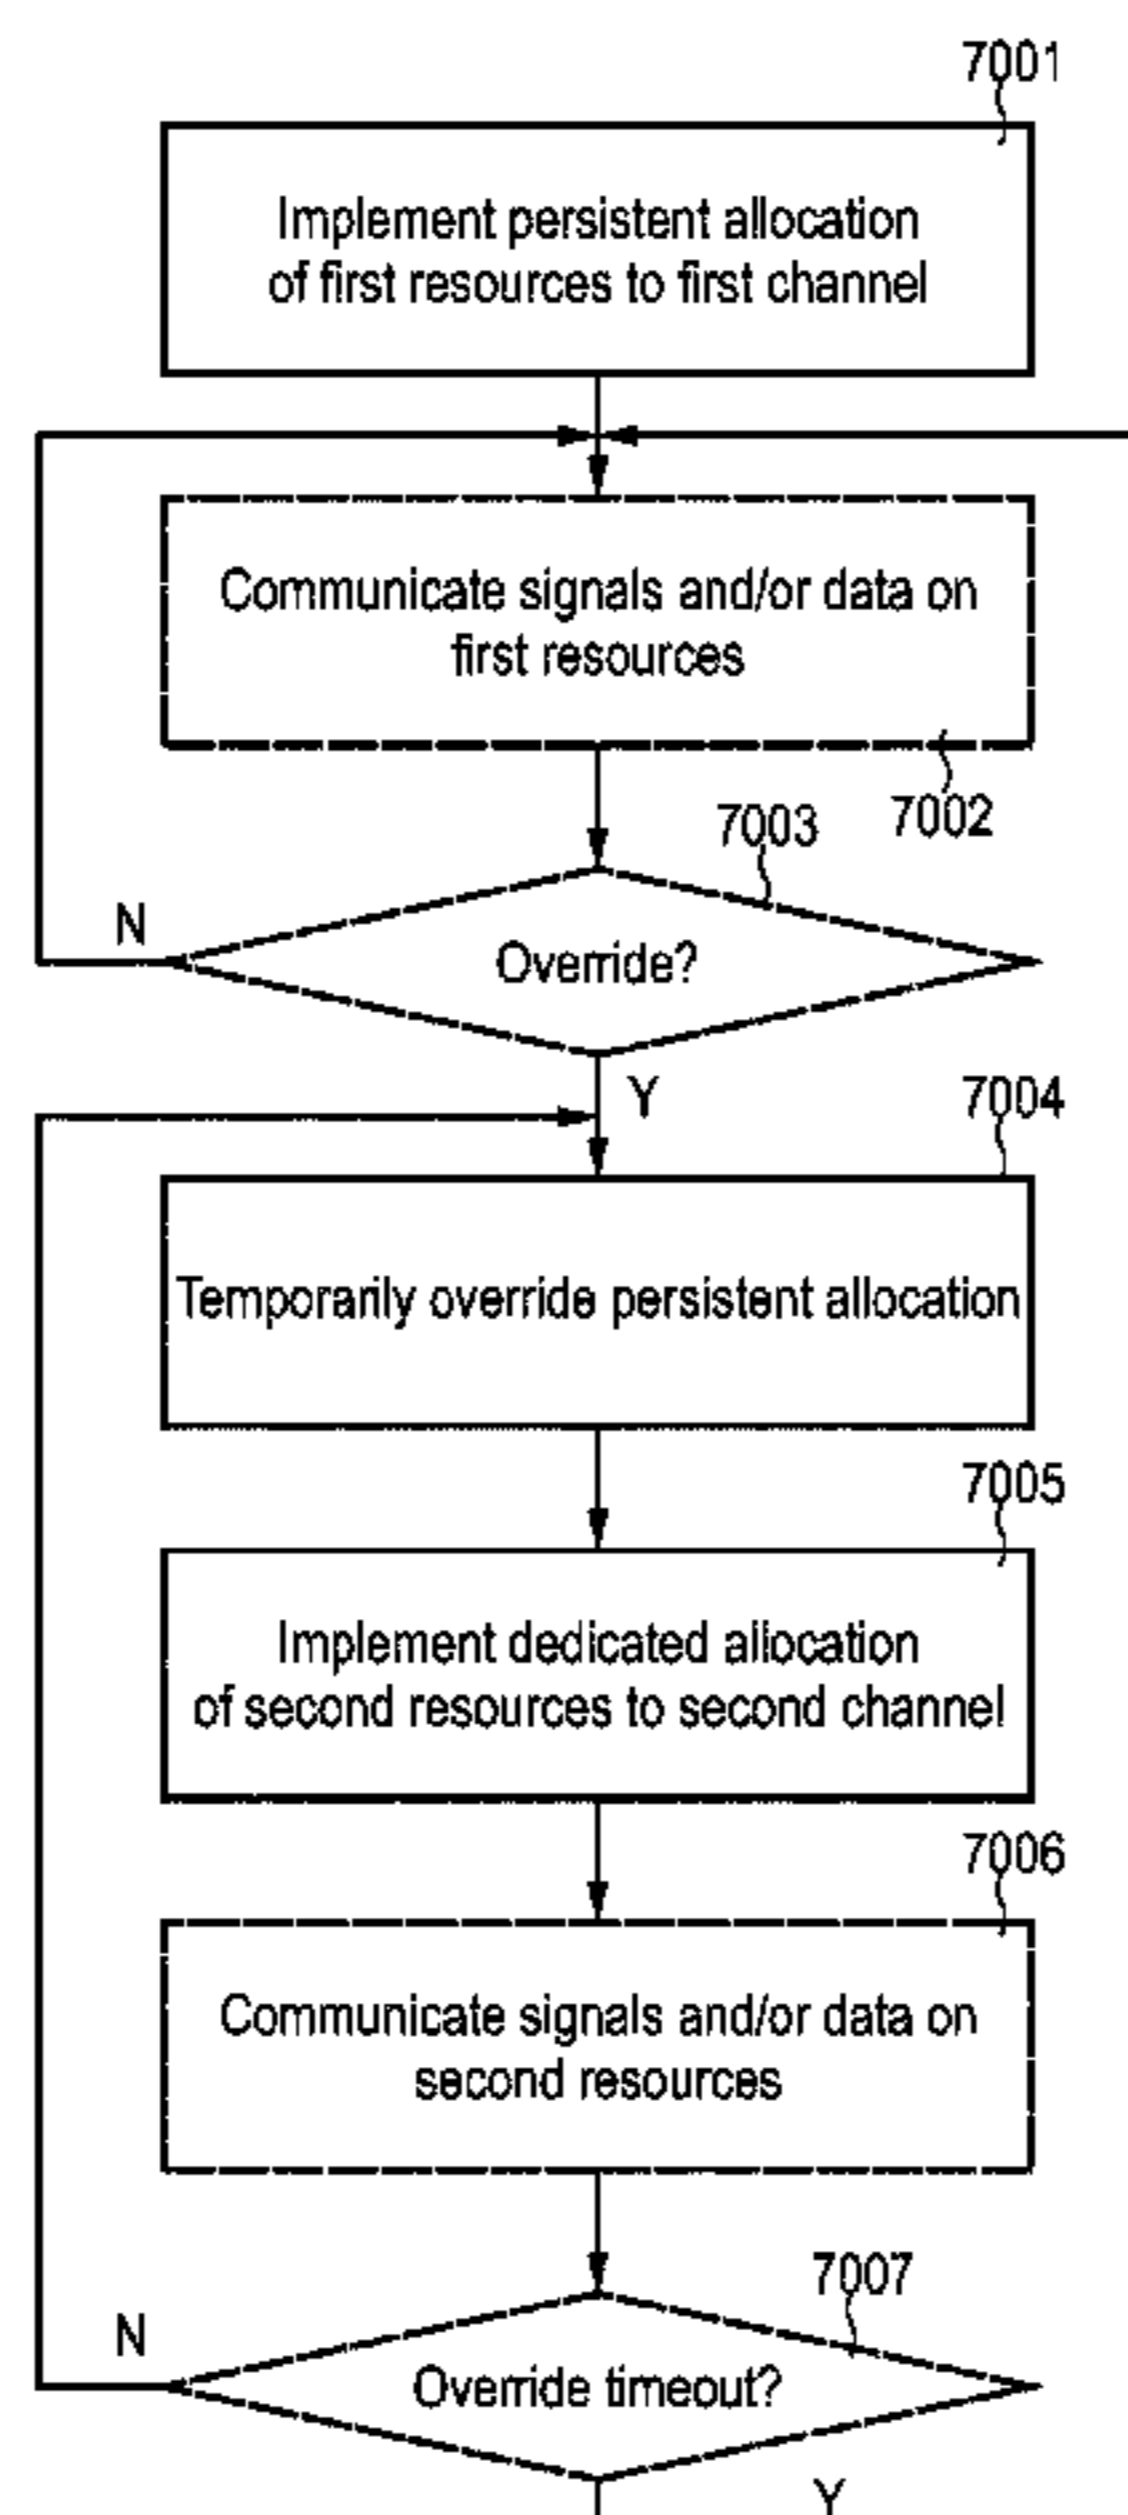 7001
Implement persistent allocation
of first resources to first channel
Communicate signals and/or data on
first resources
7002
7003
N
Override?
Y
7004
Temporarily override persistent allocation
7005
Implement dedicated allocation
of second resources to second channel
7006
Communicate signals and/or data on
second resources
7007
N
Override timeout?
Y